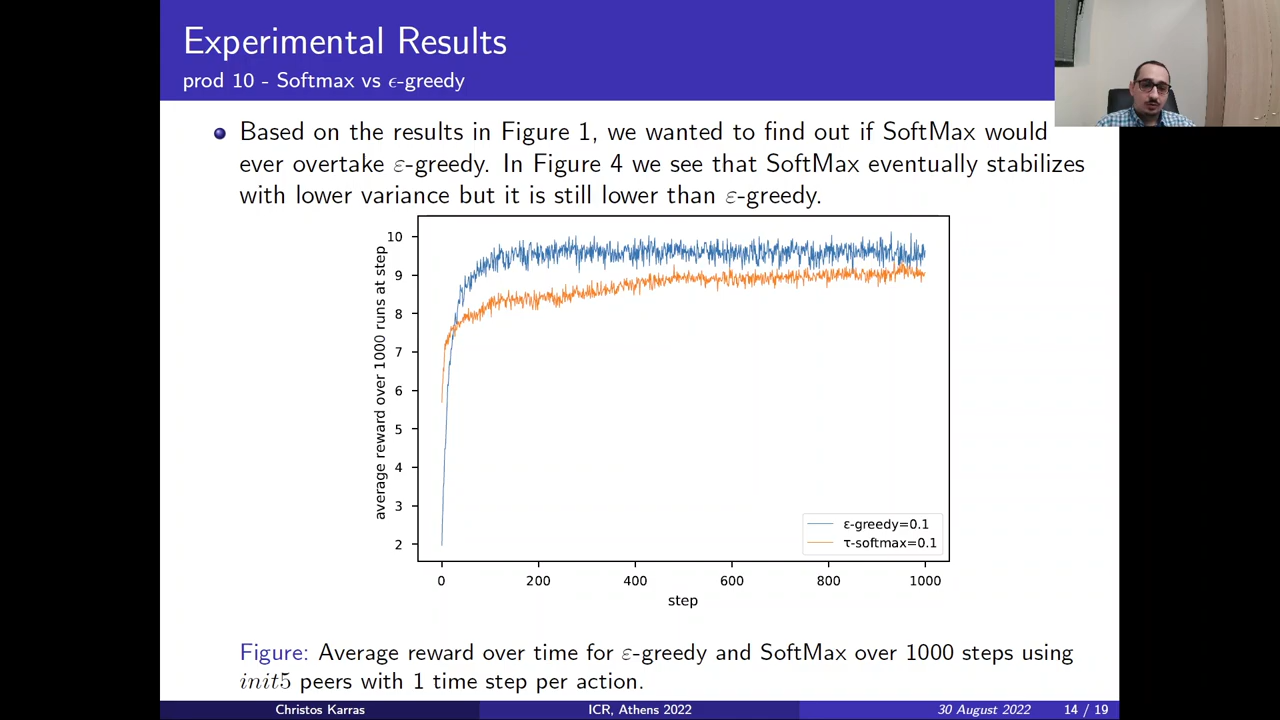 Experimental Results
prod 10 - Softmax vs ϵ-greedy
Based on the results in Figure 1, we wanted to find out if SoftMax would
ever overtake ε-greedy. In Figure 4 we see that SoftMax eventually stabilizes
with lower variance but it is still lower than ε-greedy.
average reward over 1000 runs at step
10
9
8
7
6
5
4
3
2
ε-greedy=0.1
τ-softmax=0.1
0 200 400 600 800 1000
step
Figure: Average reward over time for ε-greedy and SoftMax over 1000 steps using
init5 peers with 1 time step per action.
Christos Karras ICR, Athens 2022 30 August 2022 14 / 19